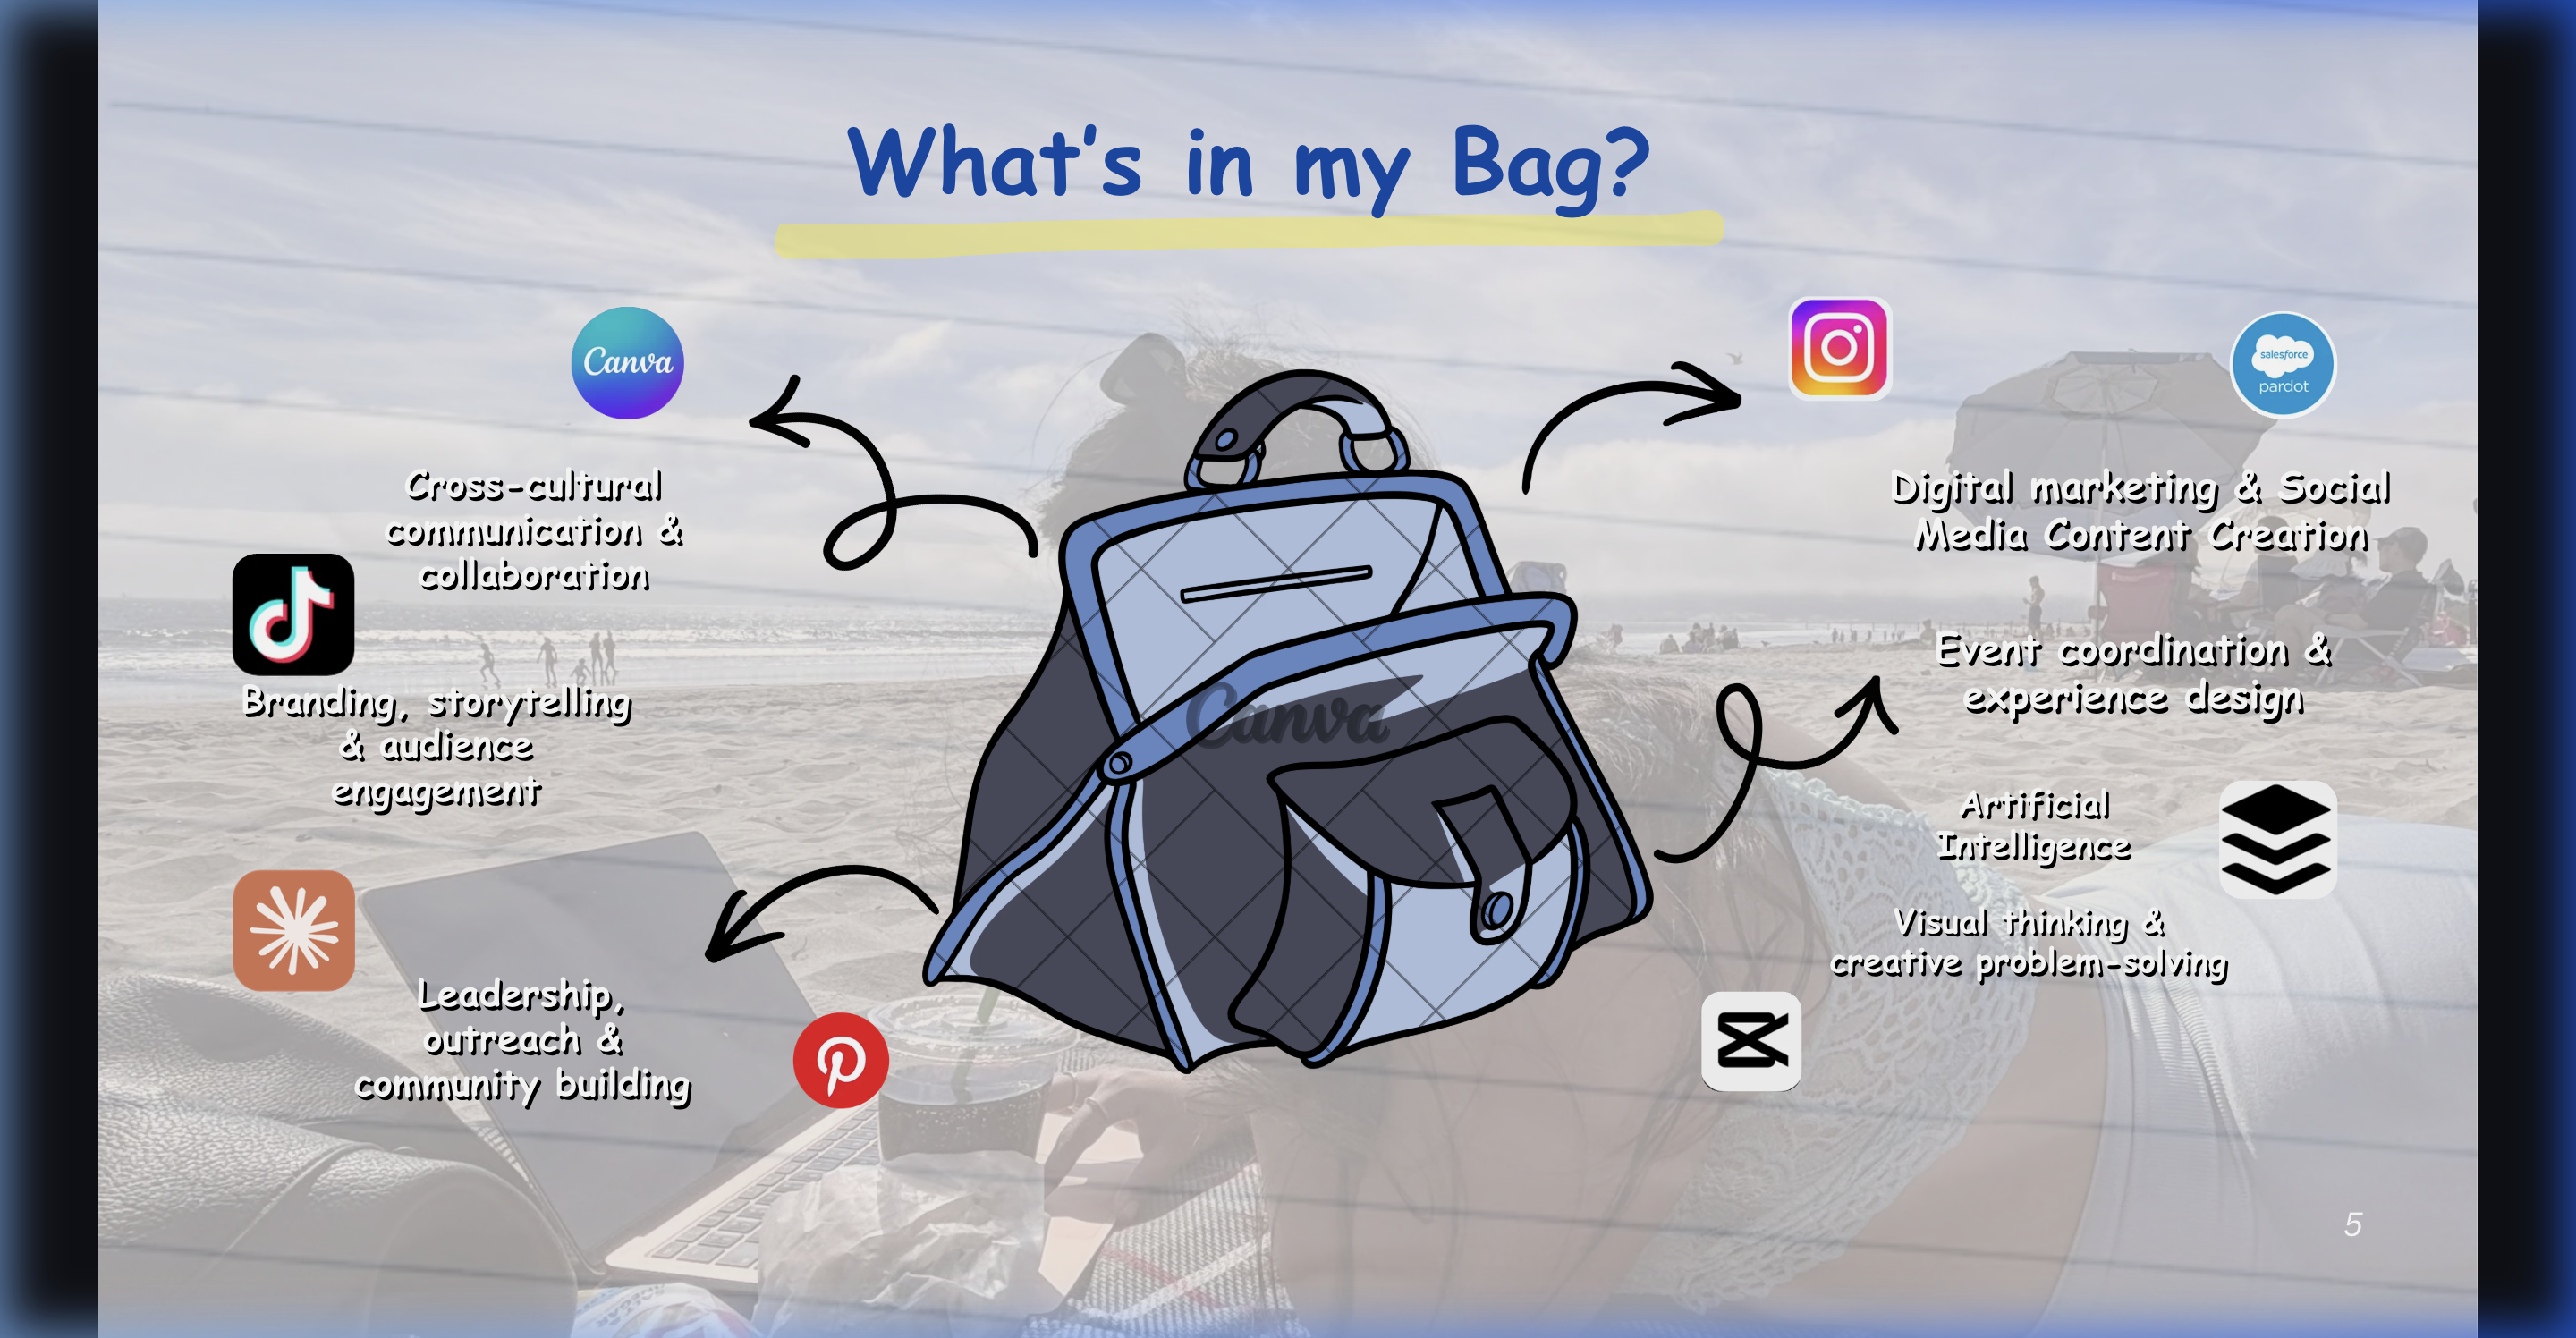 What's in my Bag?
Canva
salesforce
pardot
Cross-cultural
communication &
collaboration
Digital marketing & Social
Media Content Creation
Branding, storytelling
& audience
engagement
Event coordination &
experience design
Canva
Artificial
Intelligence
Visual thinking &
creative problem-solving
Leadership,
outreach &
community building
5